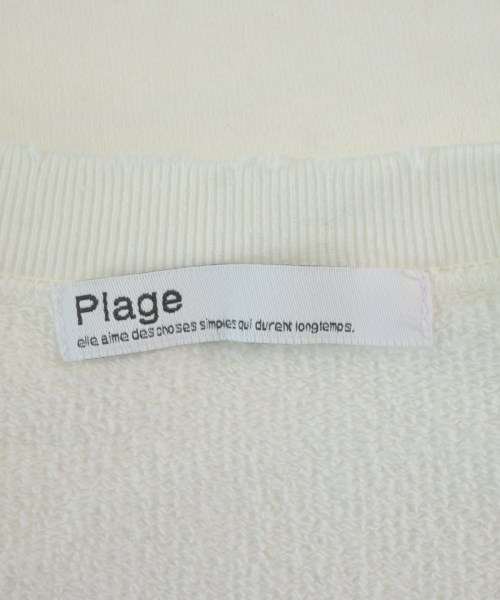 Plage
elle aime des choses simples qui durent longtemps.